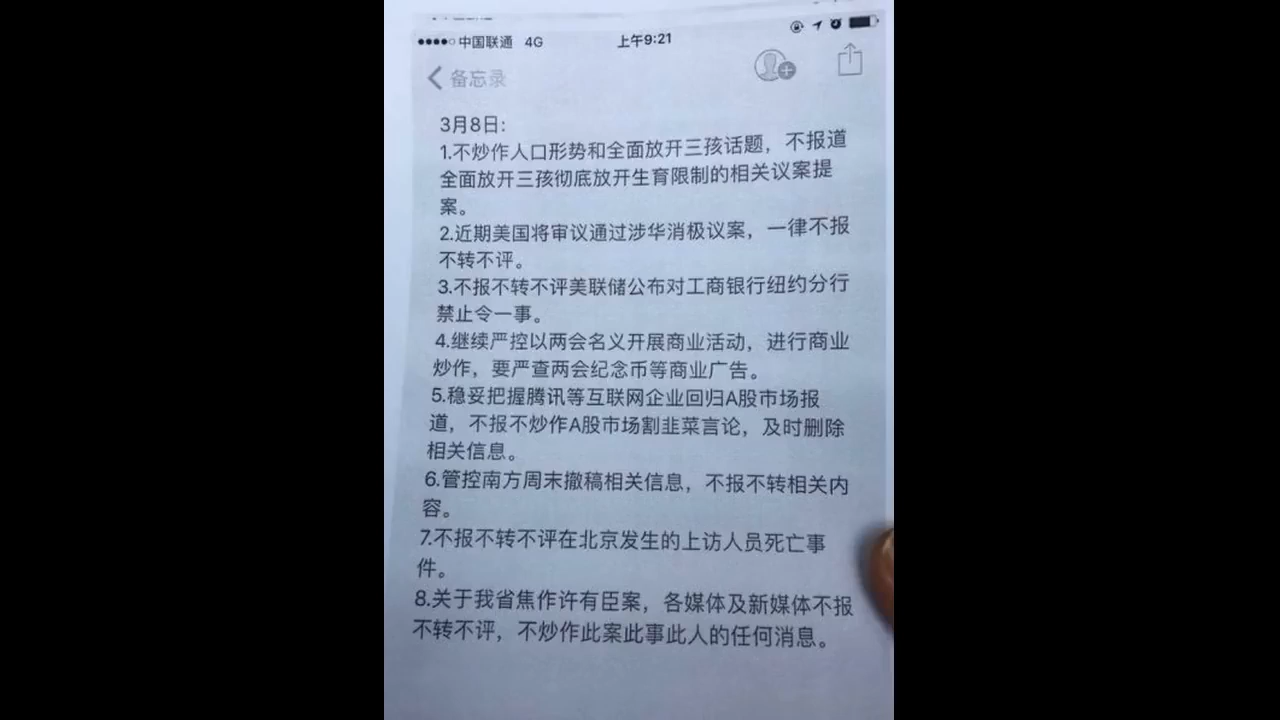 中国联通 4G 上午9:21
备忘录
3月8日:
1.不炒作人口形势和全面放开三孩话题，不报道
全面放开三孩彻底放开生育限制的相关议案提
案。
2.近期美国将审议通过涉华消极议案，一律不报
不转不评。
3.不报不转不评美联储公布对工商银行纽约分行
禁止令一事。
4.继续严控以两会名义开展商业活动，进行商业
炒作，要严查两会纪念币等商业广告。
5.稳妥把握腾讯等互联网企业回归A股市场报
道，不报不炒作A股市场割韭菜言论，及时删除
相关信息。
6.管控南方周末撤稿相关信息，不报不转相关内
容。
7.不报不转不评在北京发生的上访人员死亡事
件。
8.关于我省焦作许有臣案，各媒体及新媒体不报
不转不评，不炒作此案此事此人的任何消息。